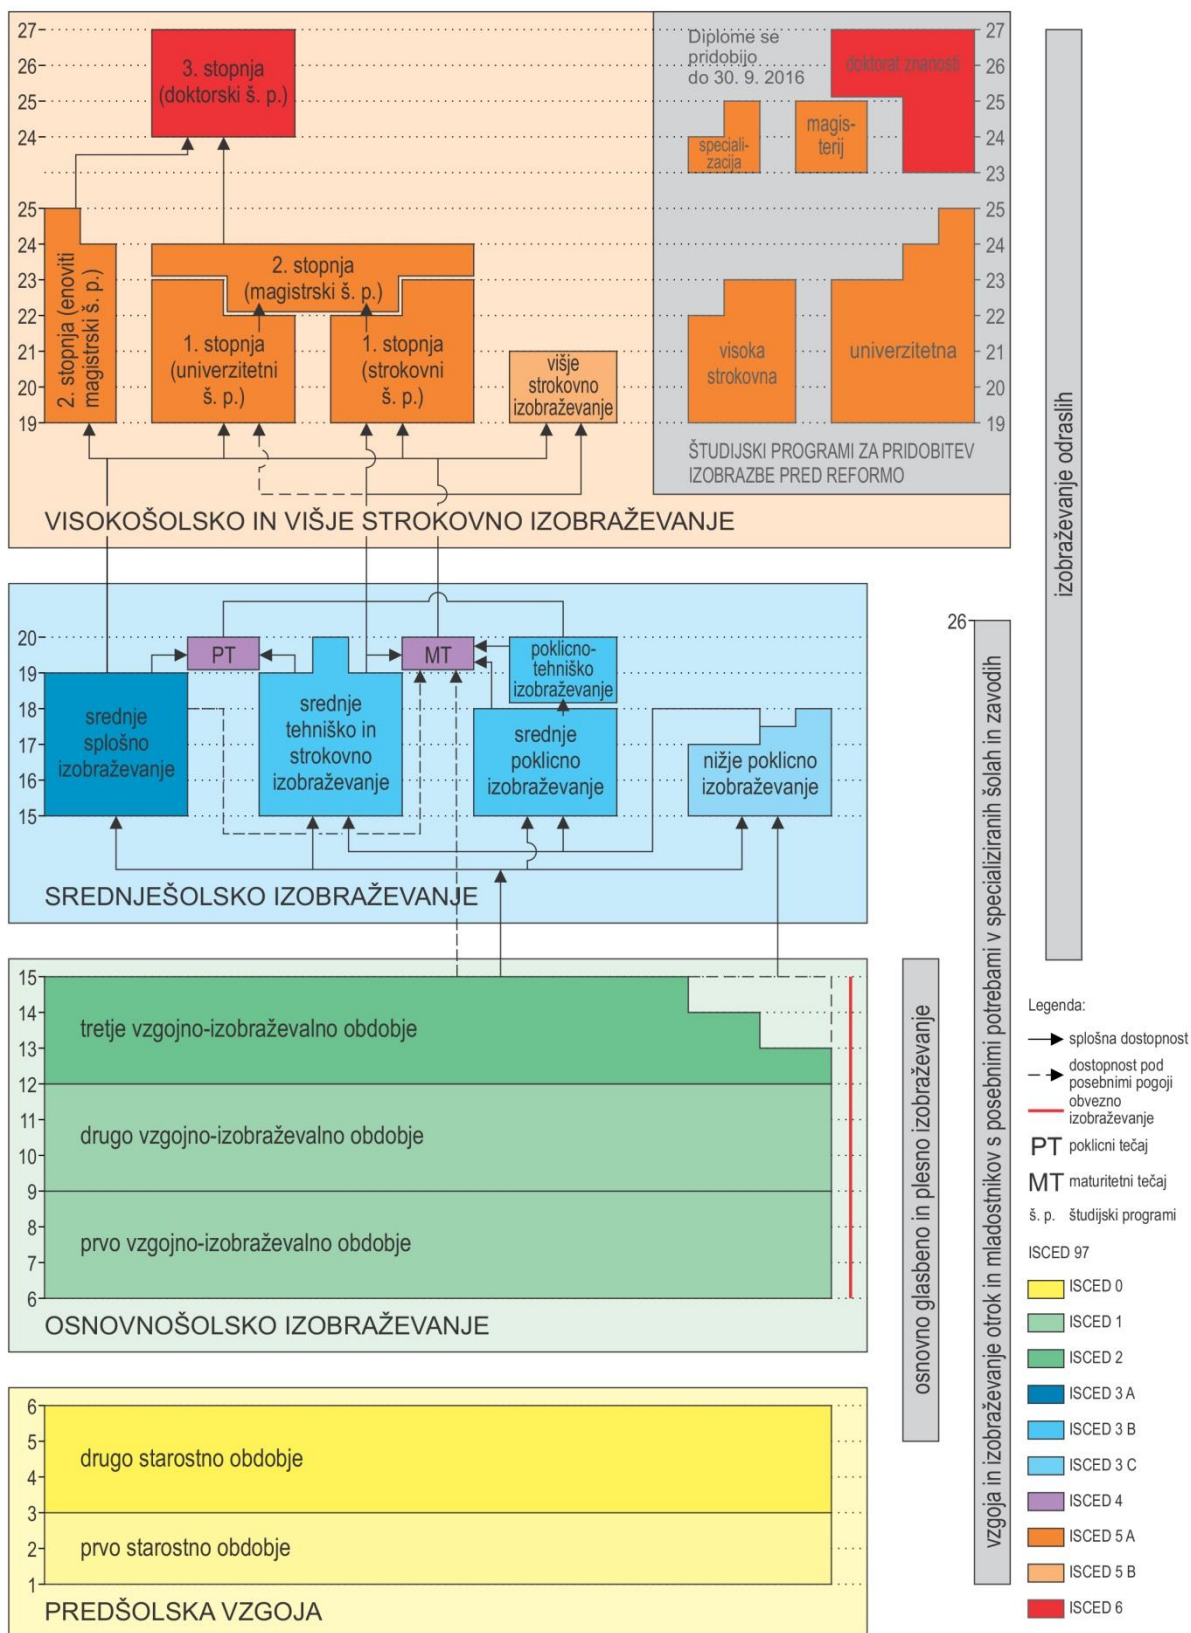 27
26
25
24
25
24
23
22
21
20
19
3. stopnja
(doktorski š. p.)
2. stopnja (enoviti
magistrski š. p.)
2. stopnja
(magistrski š. p.)
1. stopnja
(univerzitetni
š. p.)
1. stopnja
(strokovni
š. p.)
višje
strokovno
izobraževanje
VISOKOŠOLSKO IN VIŠJE STROKOVNO IZOBRAŽEVANJE
Diplome se
pridobijo
do 30. 9. 2016
doktorat znanosti
speciali-
zacija
magis-
terij
visoka
strokovna
univerzitetna
27
26
25
24
23
25
24
23
22
21
20
19
ŠTUDIJSKI PROGRAMI ZA PRIDOBITEV
IZOBRAZBE PRED REFORMO
20
19
18
17
16
15
PT
MT
srednje
splošno
izobraževanje
srednje
tehniško in
strokovno
izobraževanje
poklicno-
tehniško
izobraževanje
srednje
poklicno
izobraževanje
nižje poklicno
izobraževanje
SREDNJEŠOLSKO IZOBRAŽEVANJE
15
14
13
12
11
10
9
8
7
6
tretje vzgojno-izobraževalno obdobje
drugo vzgojno-izobraževalno obdobje
prvo vzgojno-izobraževalno obdobje
OSNOVNOŠOLSKO IZOBRAŽEVANJE
6
5
4
3
2
1
drugo starostno obdobje
prvo starostno obdobje
PREDŠOLSKA VZGOJA
osnovno glasbeno in plesno izobraževanje
26
vzgoja in izobraževanje otrok in mladostnikov s posebnimi potrebami v specializiranih šolah in zavodih
izobraževanje odraslih
Legenda:
splošna dostopnost
dostopnost pod
posebnimi pogoji
obvezno
izobraževanje
PT poklicni tečaj
MT maturitetni tečaj
š. p. študijski programi
ISCED 97
ISCED 0
ISCED 1
ISCED 2
ISCED 3 A
ISCED 3 B
ISCED 3 C
ISCED 4
ISCED 5 A
ISCED 5 B
ISCED 6